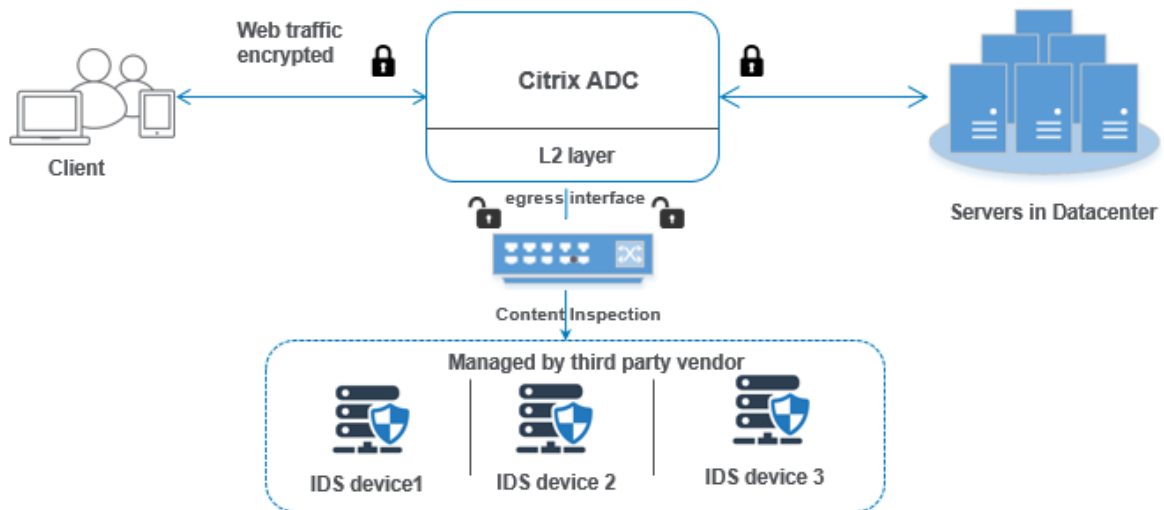 Web traffic
encrypted
Citrix ADC
L2 layer
Client
egress interface
Servers in Datacenter
Content Inspection
Managed by third party vendor
IDS device1
IDS device 2
IDS device 3